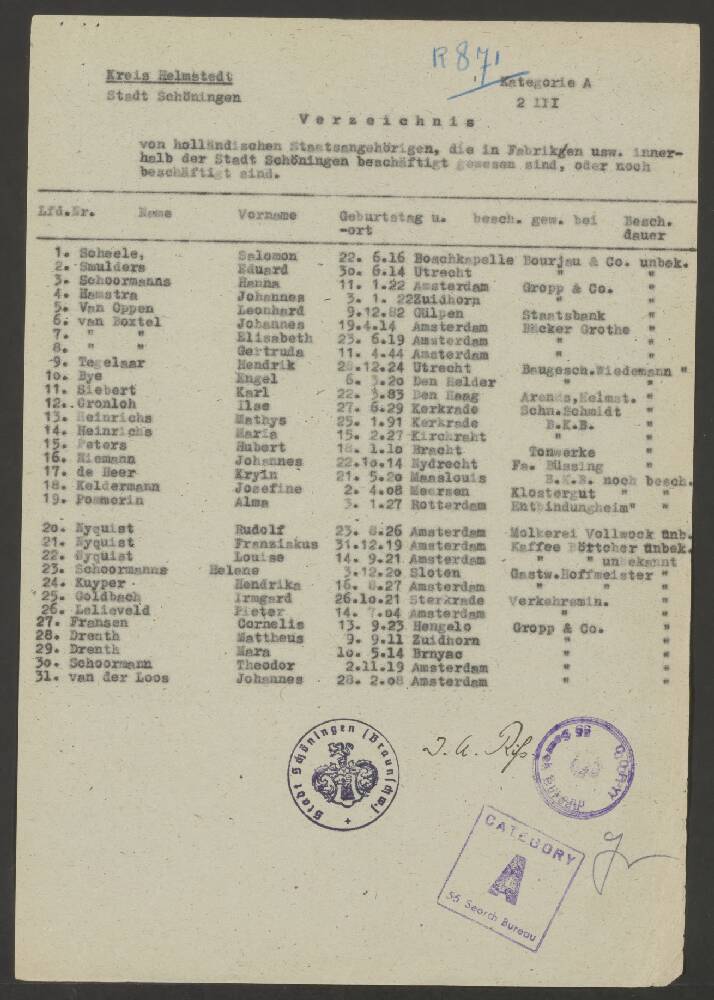 R 871
Kreis Helmstedt
Kategorie A
Stadt Schöningen
2 III
Verzeichnis
von holländischen Staatsangehörigen, die in Fabrik/en usw. inner-
halb der Stadt Schöningen beschäftigt gewesen sind, oder noch
beschäftigt sind.
Lfd.Nr. Name Vorname Geburtstag u. besch. gew. bei Besch.
-ort dauer
1. Scheele, Salomon 22. 6.16 Boschkapelle Bourjau & Co. unbek.
2. Smulders Eduard 30. 6.14 Utrecht " "
3. Schoormanns Hanna 11. 1.22 Amsterdam Gropp & Co. "
4. Hamstra Johannes 3. 1. 22Zuidhorn " "
5. Van Oppen Leonhard 9.12.82 Gülpen Staatsbank "
6. van Boxtel Johannes 19.4.14 Amsterdam Bäcker Grothe "
7. " " Elisabeth 23. 6.19 Amsterdam " "
8. " " Gertruda 11. 4.44 Amsterdam " "
9. Tegelaar Hendrik 28.12.24 Utrecht Baugesch.Wiedemann "
10. Bye Engel 6. 3.20 Den Helder " "
11. Siebert Karl 22. 3.83 Den Haag Arends,Helmst. "
12. Gronloh Ilse 27. 6.29 Kerkrade Schn.Schmidt "
13. Heinrichs Mathys 25. 1.91 Kerkrade B.K.B. "
14. Heinrichs Maria 15. 2.27 Kirchraht " "
15. Peters Hubert 18. 1.10 Bracht Tonwerke "
16. Niemann Johannes 22.10.14 Nydrecht Fa. Büssing "
17. de Heer Kryin 21. 5.20 Maaslouis B.K.B. noch besch.
18. Keldermann Josefine 2. 4.08 Meersen Klostergut " "
19. Pommerin Alma 3. 1.27 Rotterdam Entbindungheim" "
20. Nyquist Rudolf 23. 8.26 Amsterdam Molkerei Vollwock unb.
21. Nyquist Franziskus 31.12.19 Amsterdam Kaffee Börtcher unbek.
22. Nyquist Louise 14. 9.21 Amsterdam " " unbekannt
23. Schoormanns Helene 3.12.20 Sloten Gastw.Hoffmeister "
24. Kuyper Hendrika 16. 8.27 Amsterdam " " "
25. Goldbach Irmgard 26.10.21 Sterkrade Verkehrsmin. "
26. Lelieveld Pieter 14. 7.04 Amsterdam " "
27. Fransen Cornelis 13. 9.23 Hengelo Gropp & Co. "
28. Drenth Mattheus 9. 9.11 Zuidhorn " "
29. Drenth Mara 10. 5.14 Brnyac " "
30. Schoormann Theodor 2.11.19 Amsterdam " "
31. van der Loos Johannes 28. 2.08 Amsterdam " "
Stadt Schöningen (Braunschw.)
CATEGORY
A
55 Search Bureau